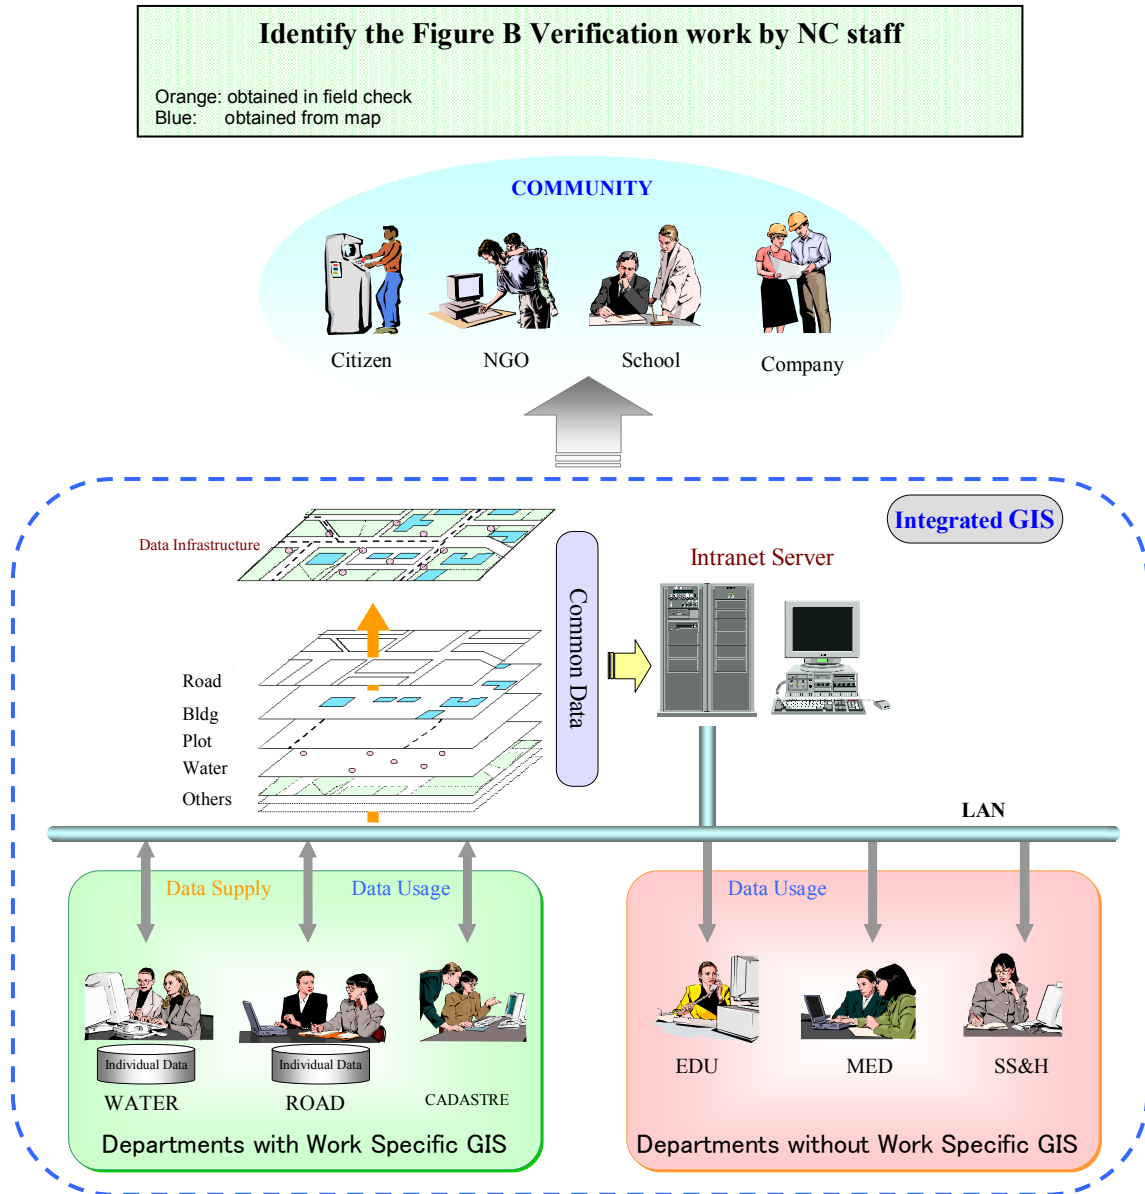 Identify the Figure B Verification work by NC staff
Orange: obtained in field check
Blue: obtained from map
COMMUNITY
Citizen
NGO
School
Company
Integrated GIS
Data Infrastructure
Common Data
Intranet Server
Road
Bldg
Plot
Water
Others
LAN
Data Supply
Data Usage
Data Usage
Individual Data
Individual Data
WATER
ROAD
CADASTRE
EDU
MED
SS&H
Departments with Work Specific GIS
Departments without Work Specific GIS